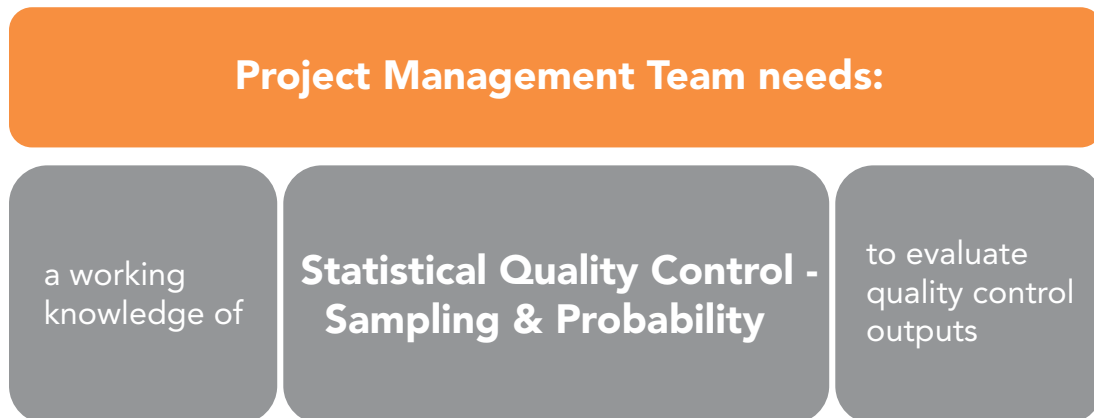 Project Management Team needs:
a working
knowledge of
Statistical Quality Control -
Sampling & Probability
to evaluate
quality control
outputs